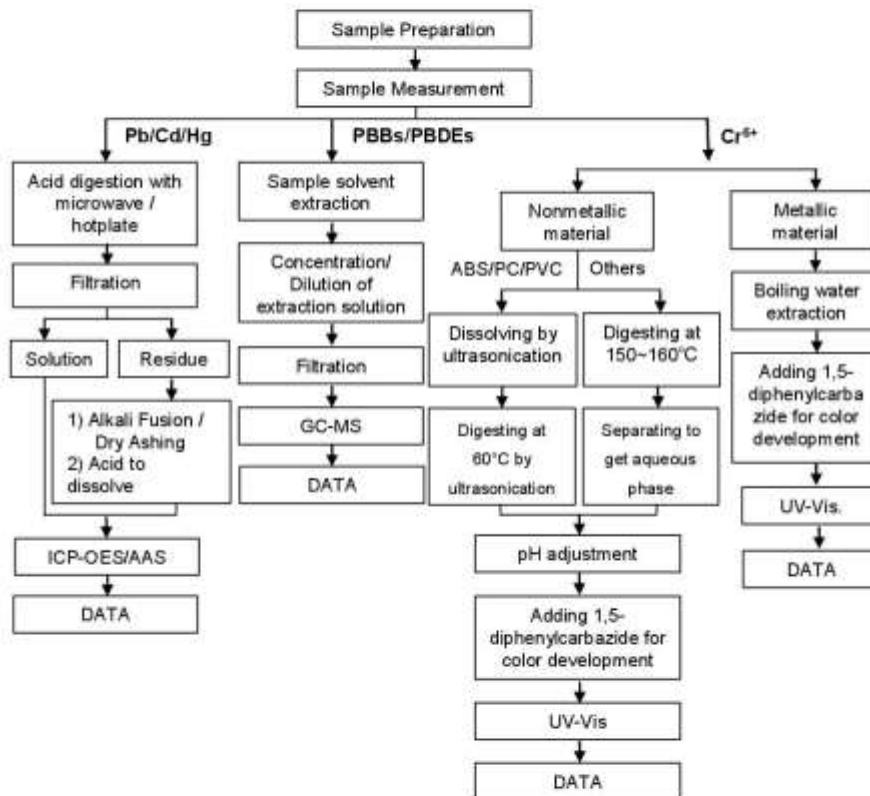 Sample Preparation
Sample Measurement
Pb/Cd/Hg
Acid digestion with
microwave /
hotplate
Filtration
Solution
Residue
1) Alkali Fusion /
Dry Ashing
2) Acid to
dissolve
ICP-OES/AAS
DATA
PBBs/PBDEs
Sample solvent
extraction
Concentration/
Dilution of
extraction solution
Filtration
GC-MS
DATA
Cr⁶⁺
Nonmetallic
material
ABS/PC/PVC
Dissolving by
ultrasonication
Digesting at
60°C by
ultrasonication
Others
Digesting at
150~160°C
Separating to
get aqueous
phase
pH adjustment
Adding 1,5-
diphenylcarbazide for
color development
UV-Vis
DATA
Metallic
material
Boiling water
extraction
Adding 1,5-
diphenylcarba
zide for color
development
UV-Vis.
DATA